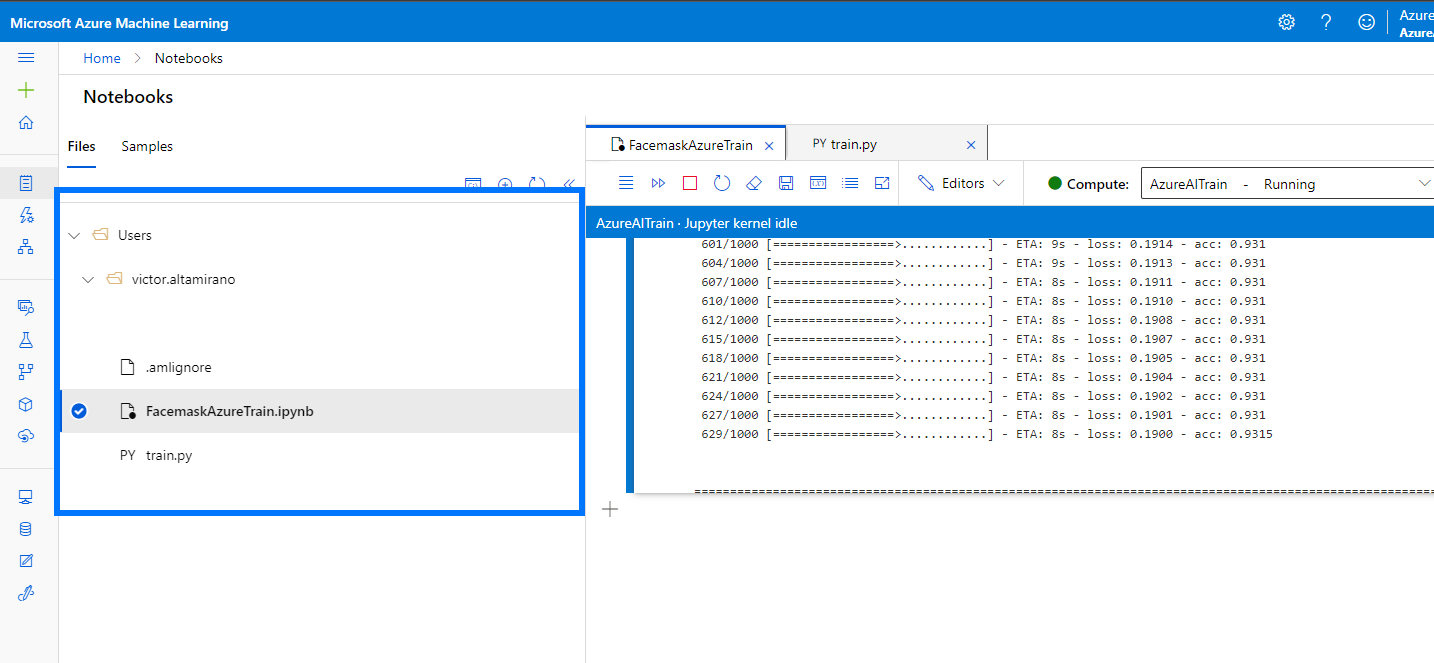 Microsoft Azure Machine Learning
Azure
Azure
Home > Notebooks
Notebooks
Files Samples
Users
victor.altamirano
.amlignore
FacemaskAzureTrain.ipynb
PY train.py
FacemaskAzureTrain × PY train.py ×
Editors Compute: AzureAITrain - Running
AzureAITrain · Jupyter kernel idle
601/1000 [=================>............] - ETA: 9s - loss: 0.1914 - acc: 0.931
604/1000 [=================>............] - ETA: 9s - loss: 0.1913 - acc: 0.931
607/1000 [=================>............] - ETA: 8s - loss: 0.1911 - acc: 0.931
610/1000 [=================>............] - ETA: 8s - loss: 0.1910 - acc: 0.931
612/1000 [=================>............] - ETA: 8s - loss: 0.1908 - acc: 0.931
615/1000 [=================>............] - ETA: 8s - loss: 0.1907 - acc: 0.931
618/1000 [=================>............] - ETA: 8s - loss: 0.1905 - acc: 0.931
621/1000 [=================>............] - ETA: 8s - loss: 0.1904 - acc: 0.931
624/1000 [=================>............] - ETA: 8s - loss: 0.1902 - acc: 0.931
627/1000 [=================>............] - ETA: 8s - loss: 0.1901 - acc: 0.931
629/1000 [=================>............] - ETA: 8s - loss: 0.1900 - acc: 0.9315